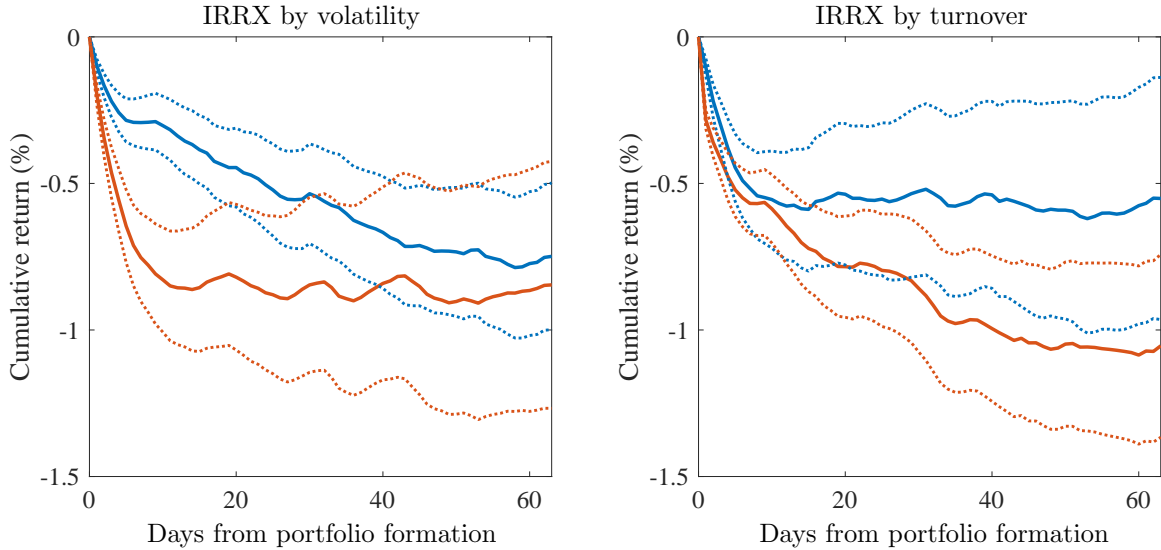 IRRX by volatility
0
-0.5
-1
-1.5
Cumulative return (%)
0 20 40 60
Days from portfolio formation
IRRX by turnover
0
-0.5
-1
-1.5
Cumulative return (%)
0 20 40 60
Days from portfolio formation